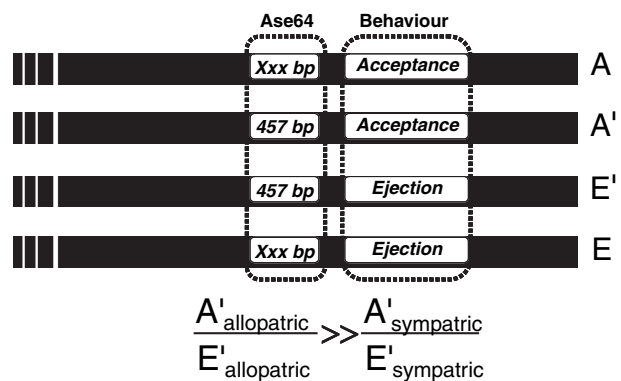 Ase64 Behaviour
Xxx bp Acceptance A
457 bp Acceptance A'
457 bp Ejection E'
Xxx bp Ejection E
A'allopatric >> A'sympatric
E'allopatric E'sympatric